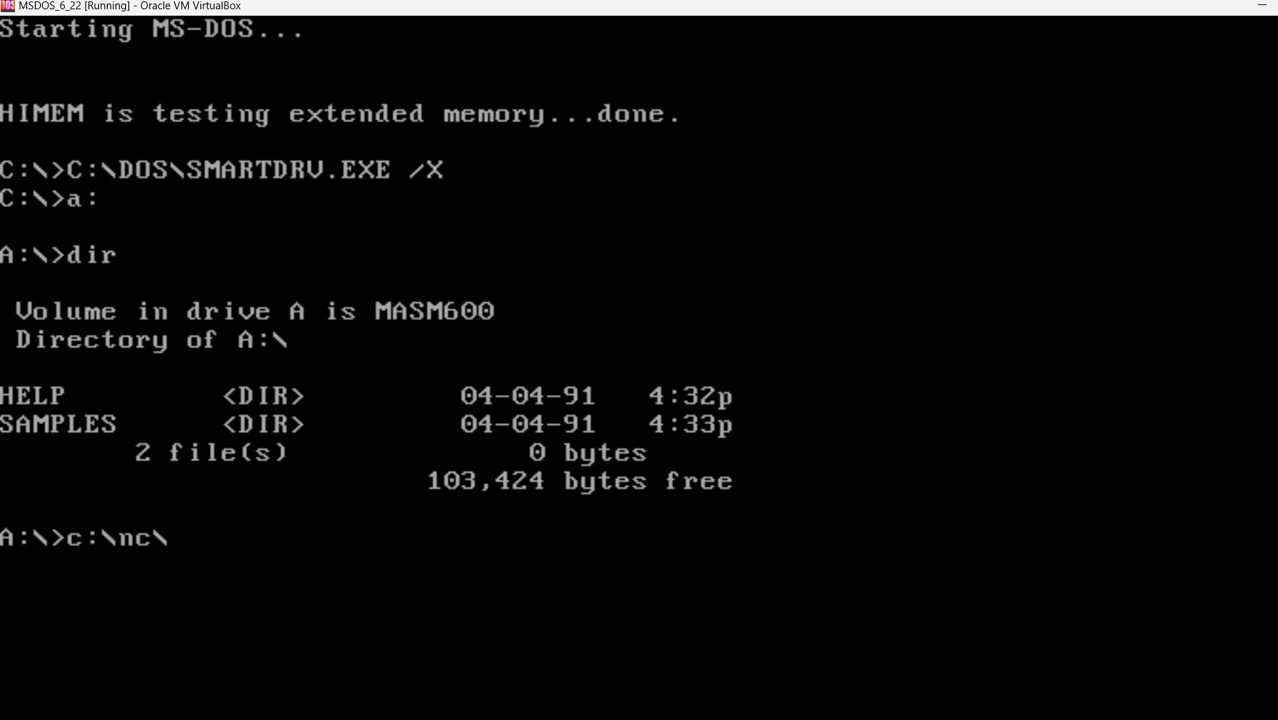 MSDOS_6_22 [Running] - Oracle VM VirtualBox
Starting MS-DOS...
HIMEM is testing extended memory...done.
C:\>C:\DOS\SMARTDRV.EXE /X
C:\>a:
A:\>dir
Volume in drive A is MASM600
Directory of A:\
HELP <DIR> 04-04-91 4:32p
SAMPLES <DIR> 04-04-91 4:33p
2 file(s) 0 bytes
103,424 bytes free
A:\>c:\nc\